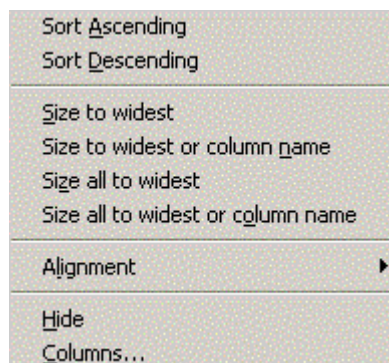 Sort Ascending
Sort Descending
Size to widest
Size to widest or column name
Size all to widest
Size all to widest or column name
Alignment
Hide
Columns...